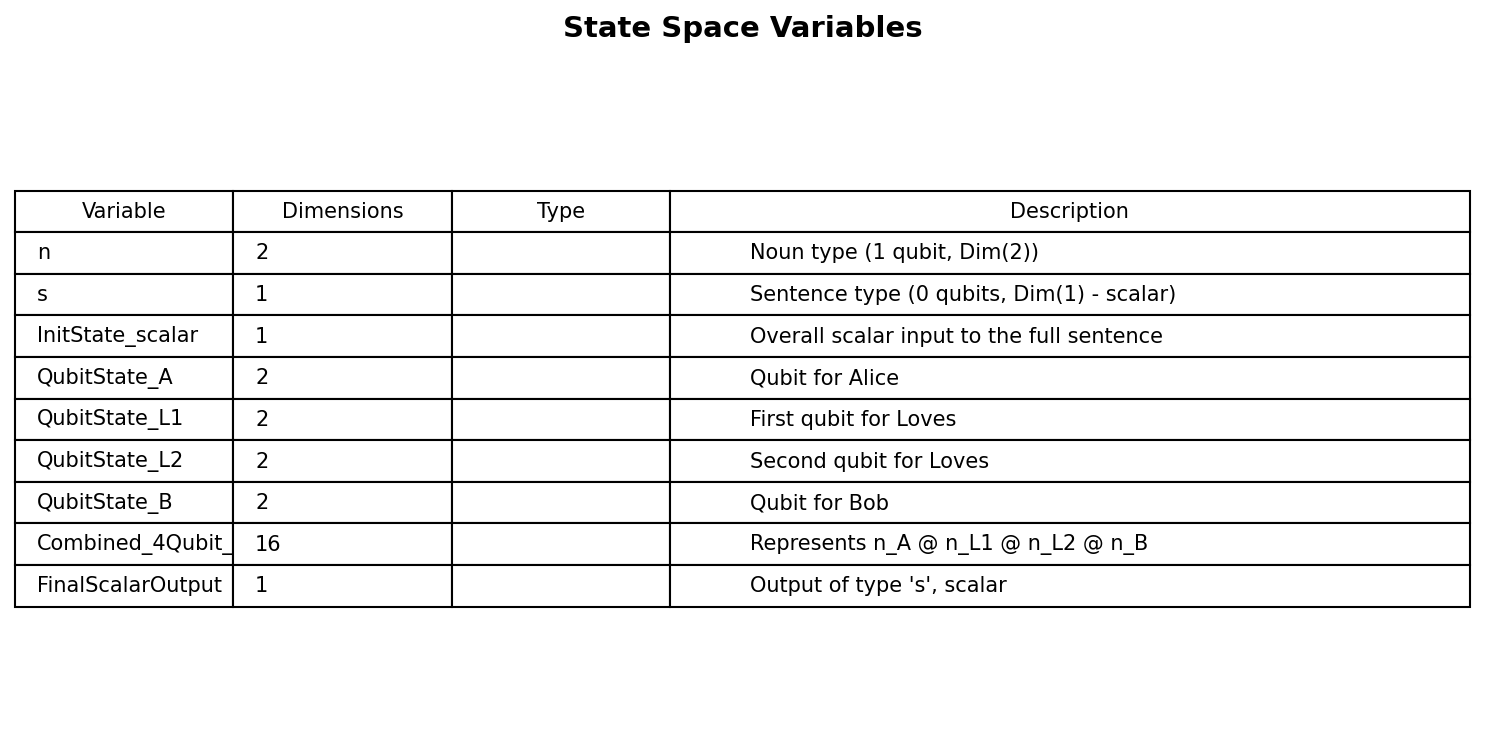 State Space Variables
Variable Dimensions Type Description
n 2 Noun type (1 qubit, Dim(2))
s 1 Sentence type (0 qubits, Dim(1) - scalar)
InitState_scalar 1 Overall scalar input to the full sentence
QubitState_A 2 Qubit for Alice
QubitState_L1 2 First qubit for Loves
QubitState_L2 2 Second qubit for Loves
QubitState_B 2 Qubit for Bob
Combined_4Qubit_ 16 Represents n_A @ n_L1 @ n_L2 @ n_B
FinalScalarOutput 1 Output of type 's', scalar